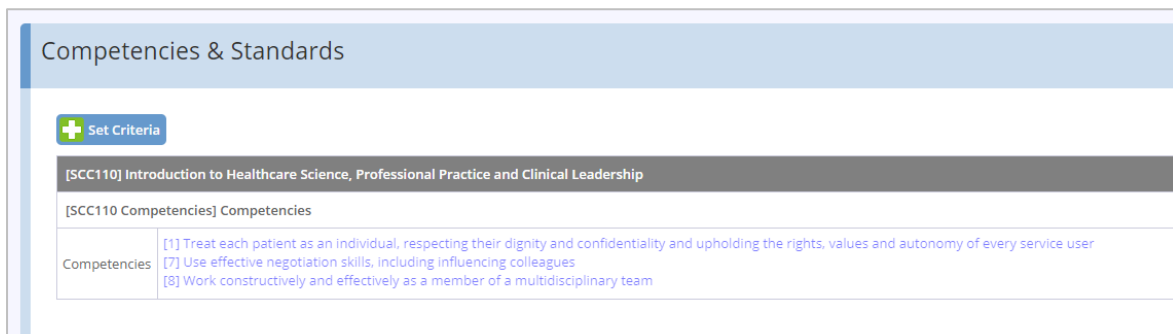 Competencies & Standards
Set Criteria
[SCC110] Introduction to Healthcare Science, Professional Practice and Clinical Leadership
[SCC110 Competencies] Competencies
Competencies
[1] Treat each patient as an individual, respecting their dignity and confidentiality and upholding the rights, values and autonomy of every service user
[7] Use effective negotiation skills, including influencing colleagues
[8] Work constructively and effectively as a member of a multidisciplinary team